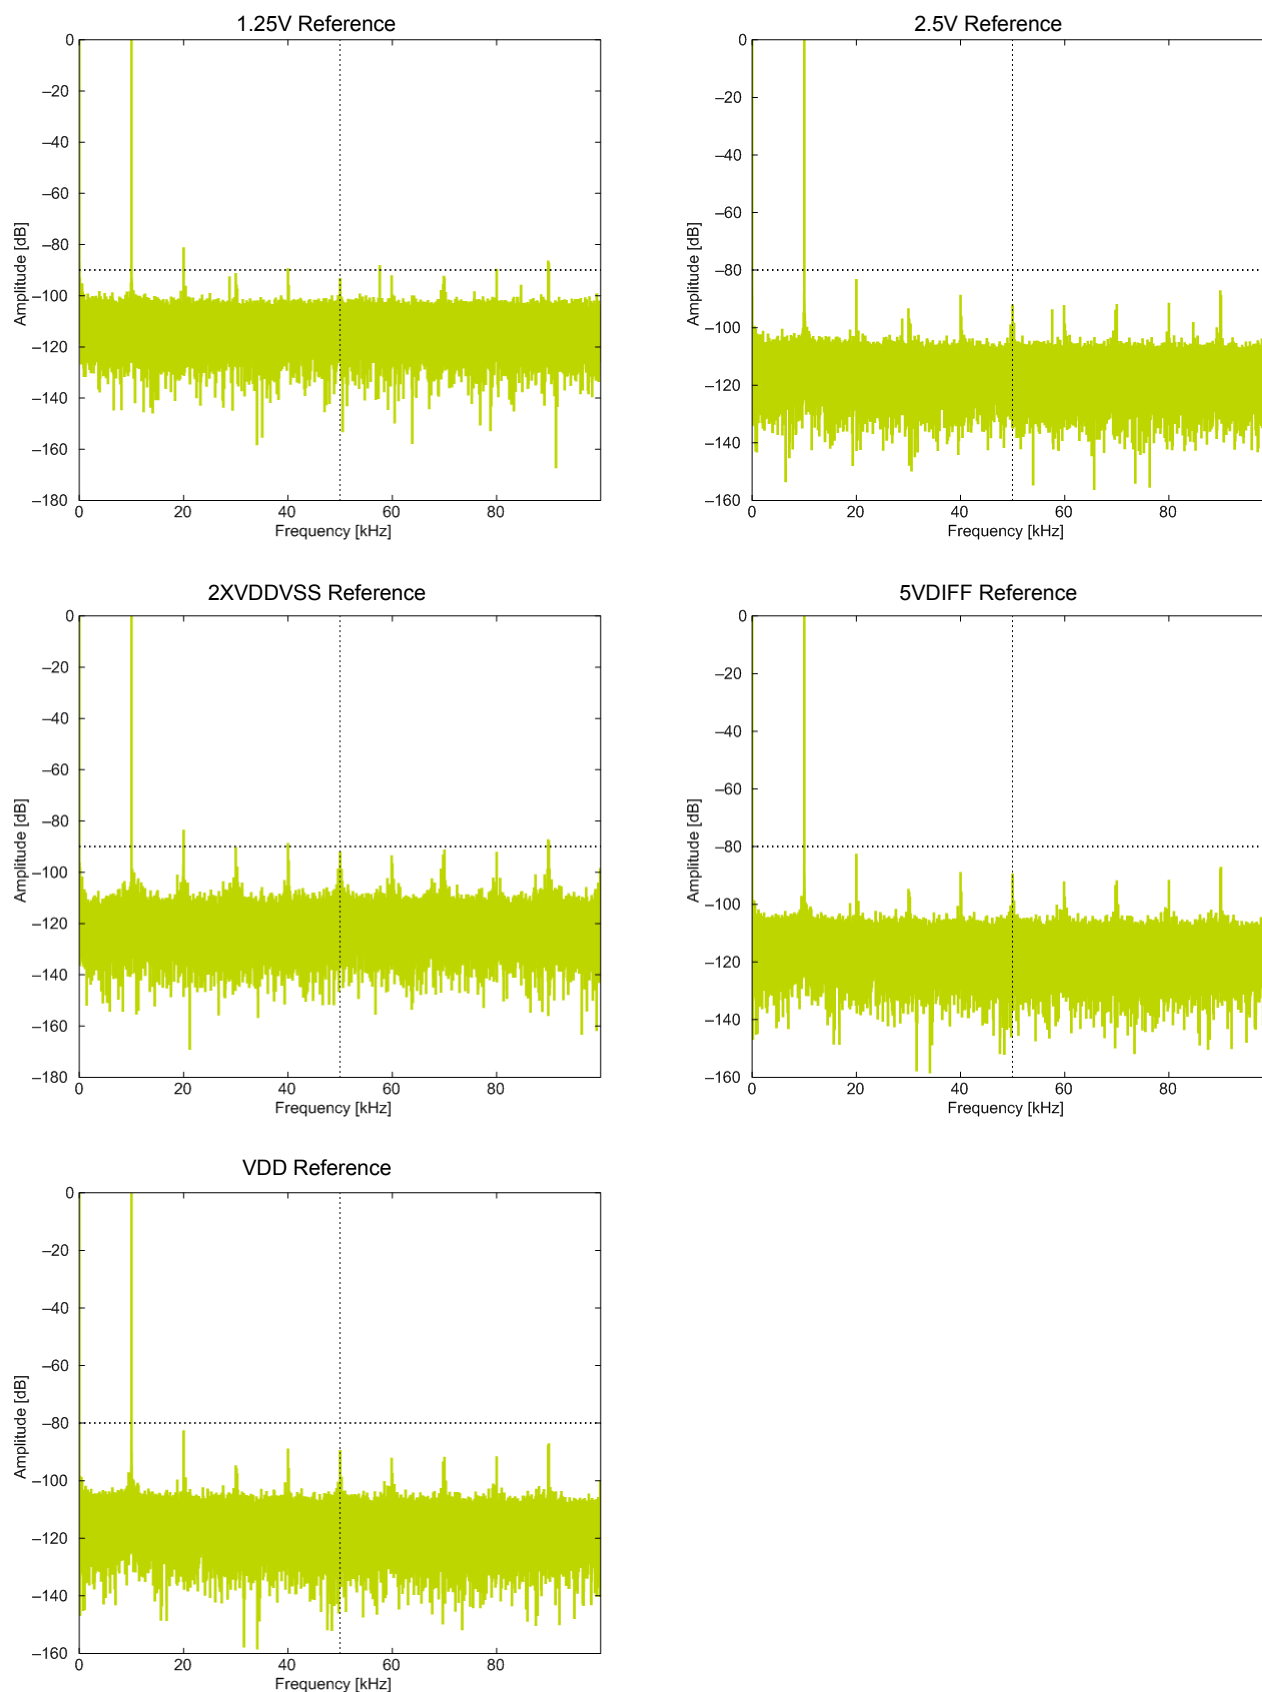 1.25V Reference
0
–20
–40
–60
–80
–100
–120
–140
–160
–180
Amplitude [dB]
0 20 40 60 80
Frequency [kHz]
2.5V Reference
0
–20
–40
–60
–80
–100
–120
–140
–160
Amplitude [dB]
0 20 40 60 80
Frequency [kHz]
2XVDDVSS Reference
0
–20
–40
–60
–80
–100
–120
–140
–160
–180
Amplitude [dB]
0 20 40 60 80
Frequency [kHz]
5VDIFF Reference
0
–20
–40
–60
–80
–100
–120
–140
–160
Amplitude [dB]
0 20 40 60 80
Frequency [kHz]
VDD Reference
0
–20
–40
–60
–80
–100
–120
–140
–160
Amplitude [dB]
0 20 40 60 80
Frequency [kHz]